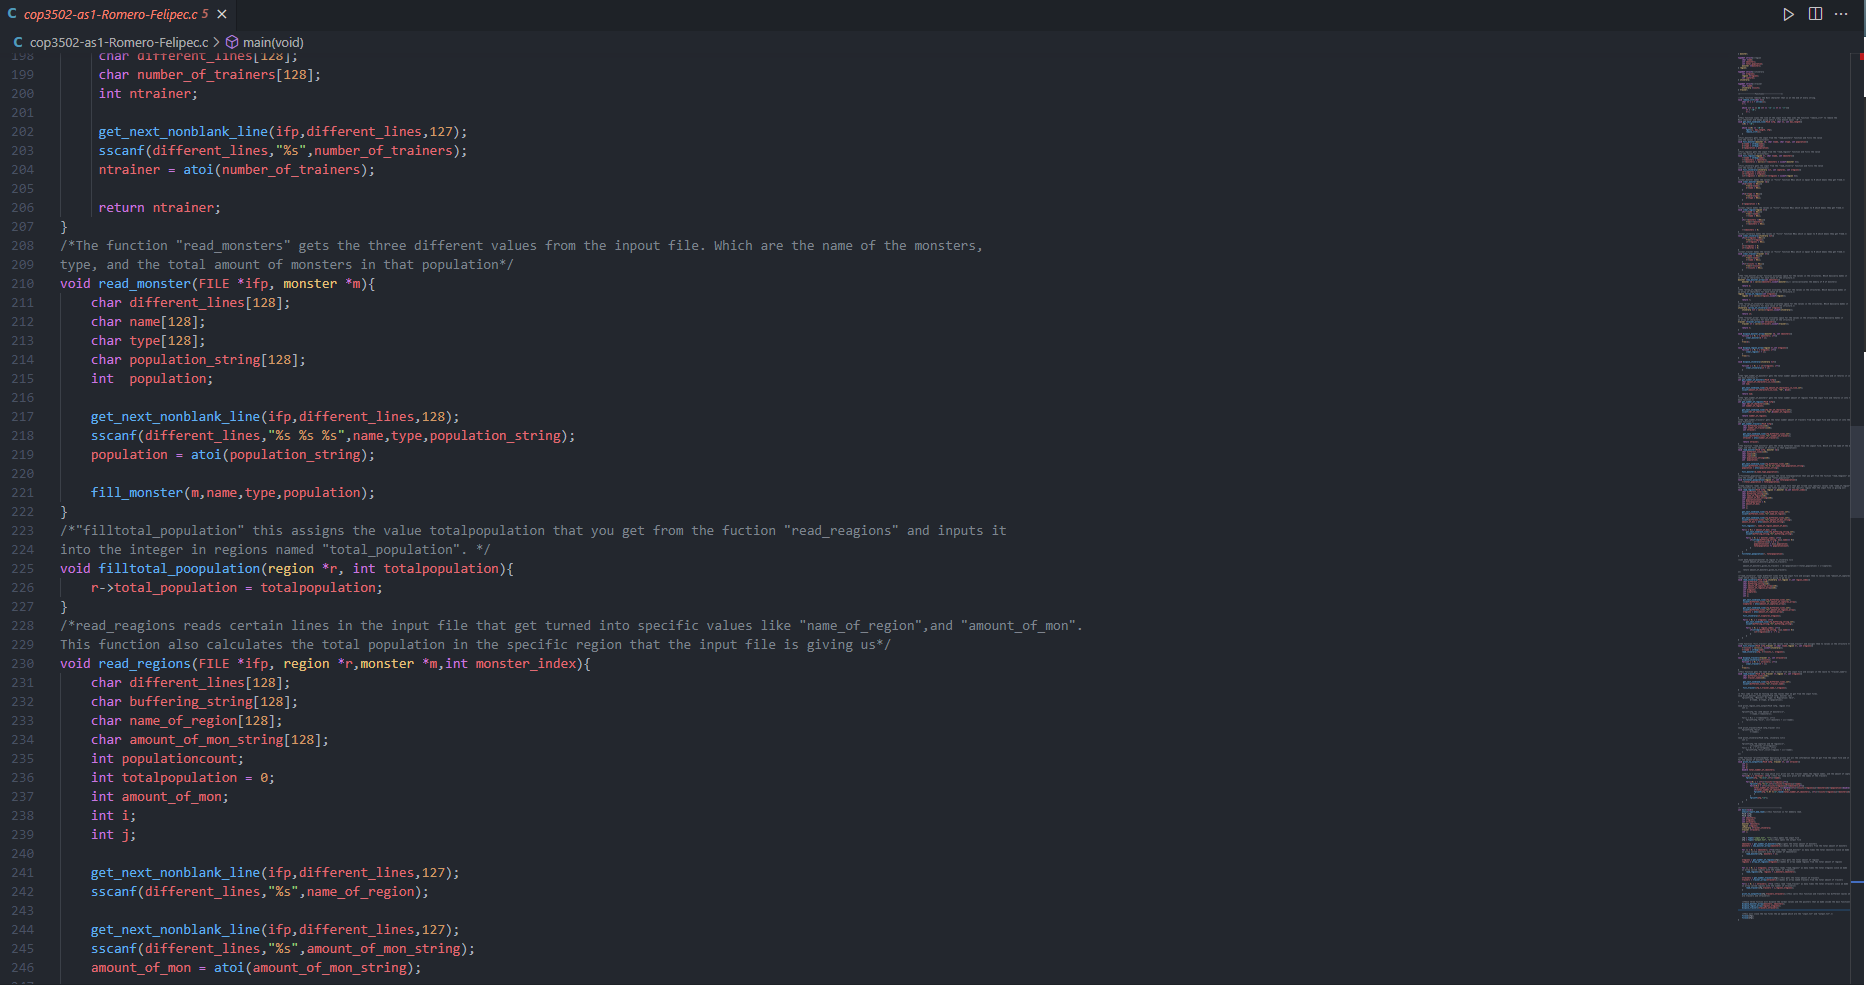 C cop3502-as1-Romero-Felipec.c 5 ×
C cop3502-as1-Romero-Felipec.c > main(void)
198 char different_lines[128];
199 char number_of_trainers[128];
200 int ntrainer;
201
202 get_next_nonblank_line(ifp,different_lines,127);
203 sscanf(different_lines,"%s",number_of_trainers);
204 ntrainer = atoi(number_of_trainers);
205
206 return ntrainer;
207 }
208 /*The function "read_monsters" gets the three different values from the inpout file. Which are the name of the monsters,
209 type, and the total amount of monsters in that population*/
210 void read_monster(FILE *ifp, monster *m){
211 char different_lines[128];
212 char name[128];
213 char type[128];
214 char population_string[128];
215 int  population;
216
217 get_next_nonblank_line(ifp,different_lines,128);
218 sscanf(different_lines,"%s %s %s",name,type,population_string);
219 population = atoi(population_string);
220
221 fill_monster(m,name,type,population);
222 }
223 /*"filltotal_population" this assigns the value totalpopulation that you get from the fuction "read_reagions" and inputs it
224 into the integer in regions named "total_population". */
225 void filltotal_poopulation(region *r, int totalpopulation){
226 r->total_population = totalpopulation;
227 }
228 /*read_reagions reads certain lines in the input file that get turned into specific values like "name_of_region",and "amount_of_mon".
229 This function also calculates the total population in the specific region that the input file is giving us*/
230 void read_regions(FILE *ifp, region *r,monster *m,int monster_index){
231 char different_lines[128];
232 char buffering_string[128];
233 char name_of_region[128];
234 char amount_of_mon_string[128];
235 int populationcount;
236 int totalpopulation = 0;
237 int amount_of_mon;
238 int i;
239 int j;
240
241 get_next_nonblank_line(ifp,different_lines,127);
242 sscanf(different_lines,"%s",name_of_region);
243
244 get_next_nonblank_line(ifp,different_lines,127);
245 sscanf(different_lines,"%s",amount_of_mon_string);
246 amount_of_mon = atoi(amount_of_mon_string);